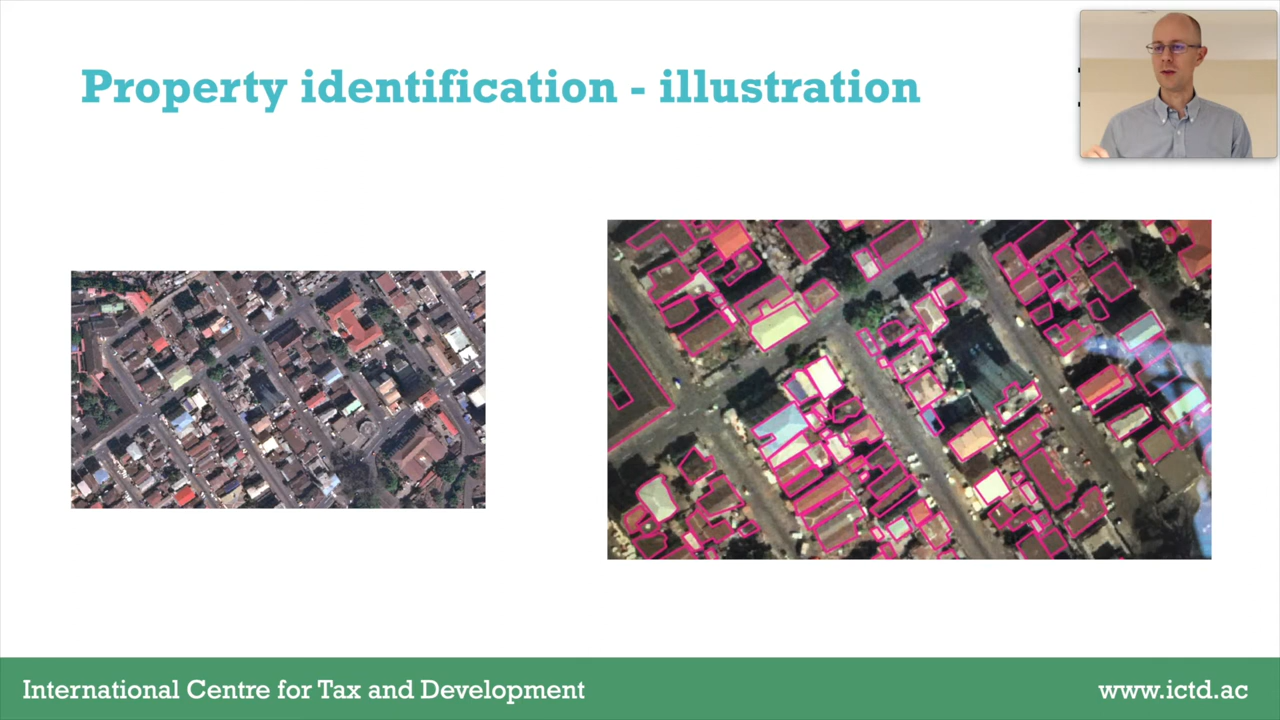 Property identification - illustration
International Centre for Tax and Development
www.ictd.ac